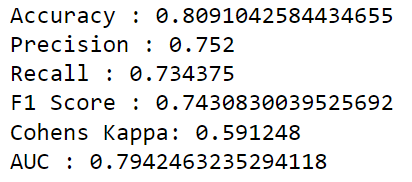 Accuracy : 0.8091042584434655
Precision : 0.752
Recall : 0.734375
F1 Score : 0.7430830039525692
Cohens Kappa: 0.591248
AUC : 0.7942463235294118